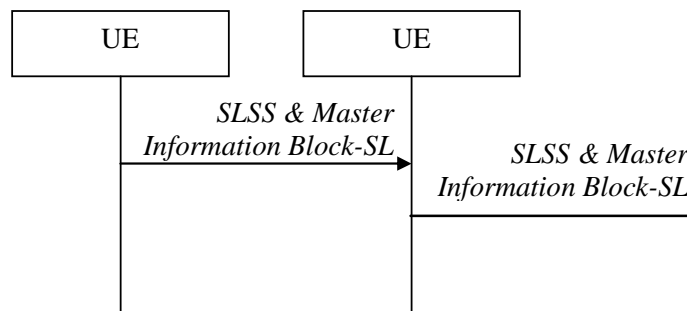 UE
UE
SLSS & Master
Information Block-SL
SLSS & Master
Information Block-SL